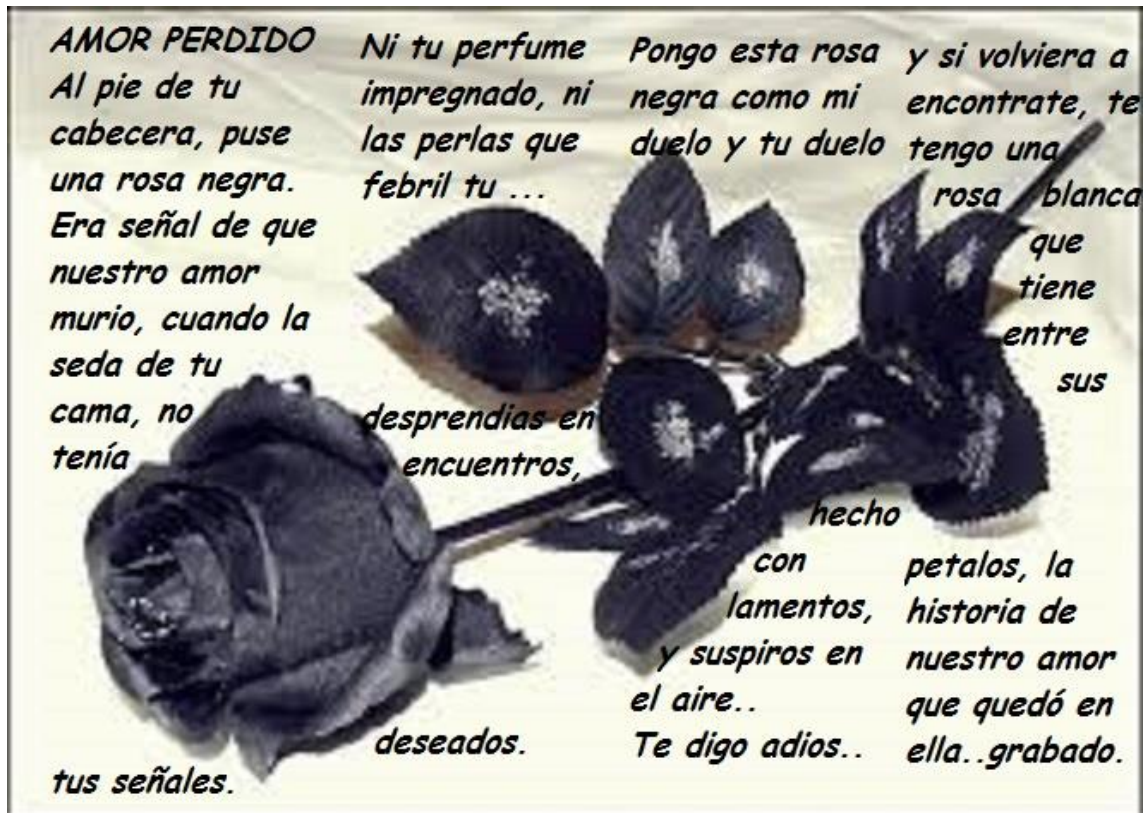 AMOR PERDIDO
Al pie de tu
cabecera, puse
una rosa negra.
Era señal de que
nuestro amor
murio, cuando la
seda de tu
cama, no
tenía
tus señales.
Ni tu perfume
impregnado, ni
las perlas que
febril tu ...
desprendias en
encuentros,
deseados.
Pongo esta rosa
negra como mi
duelo y tu duelo
hecho
con
lamentos,
y suspiros en
el aire..
Te digo adios..
y si volviera a
encontrate, te
tengo una
rosa blanca
que
tiene
entre
sus
petalos, la
historia de
nuestro amor
que quedó en
ella..grabado.